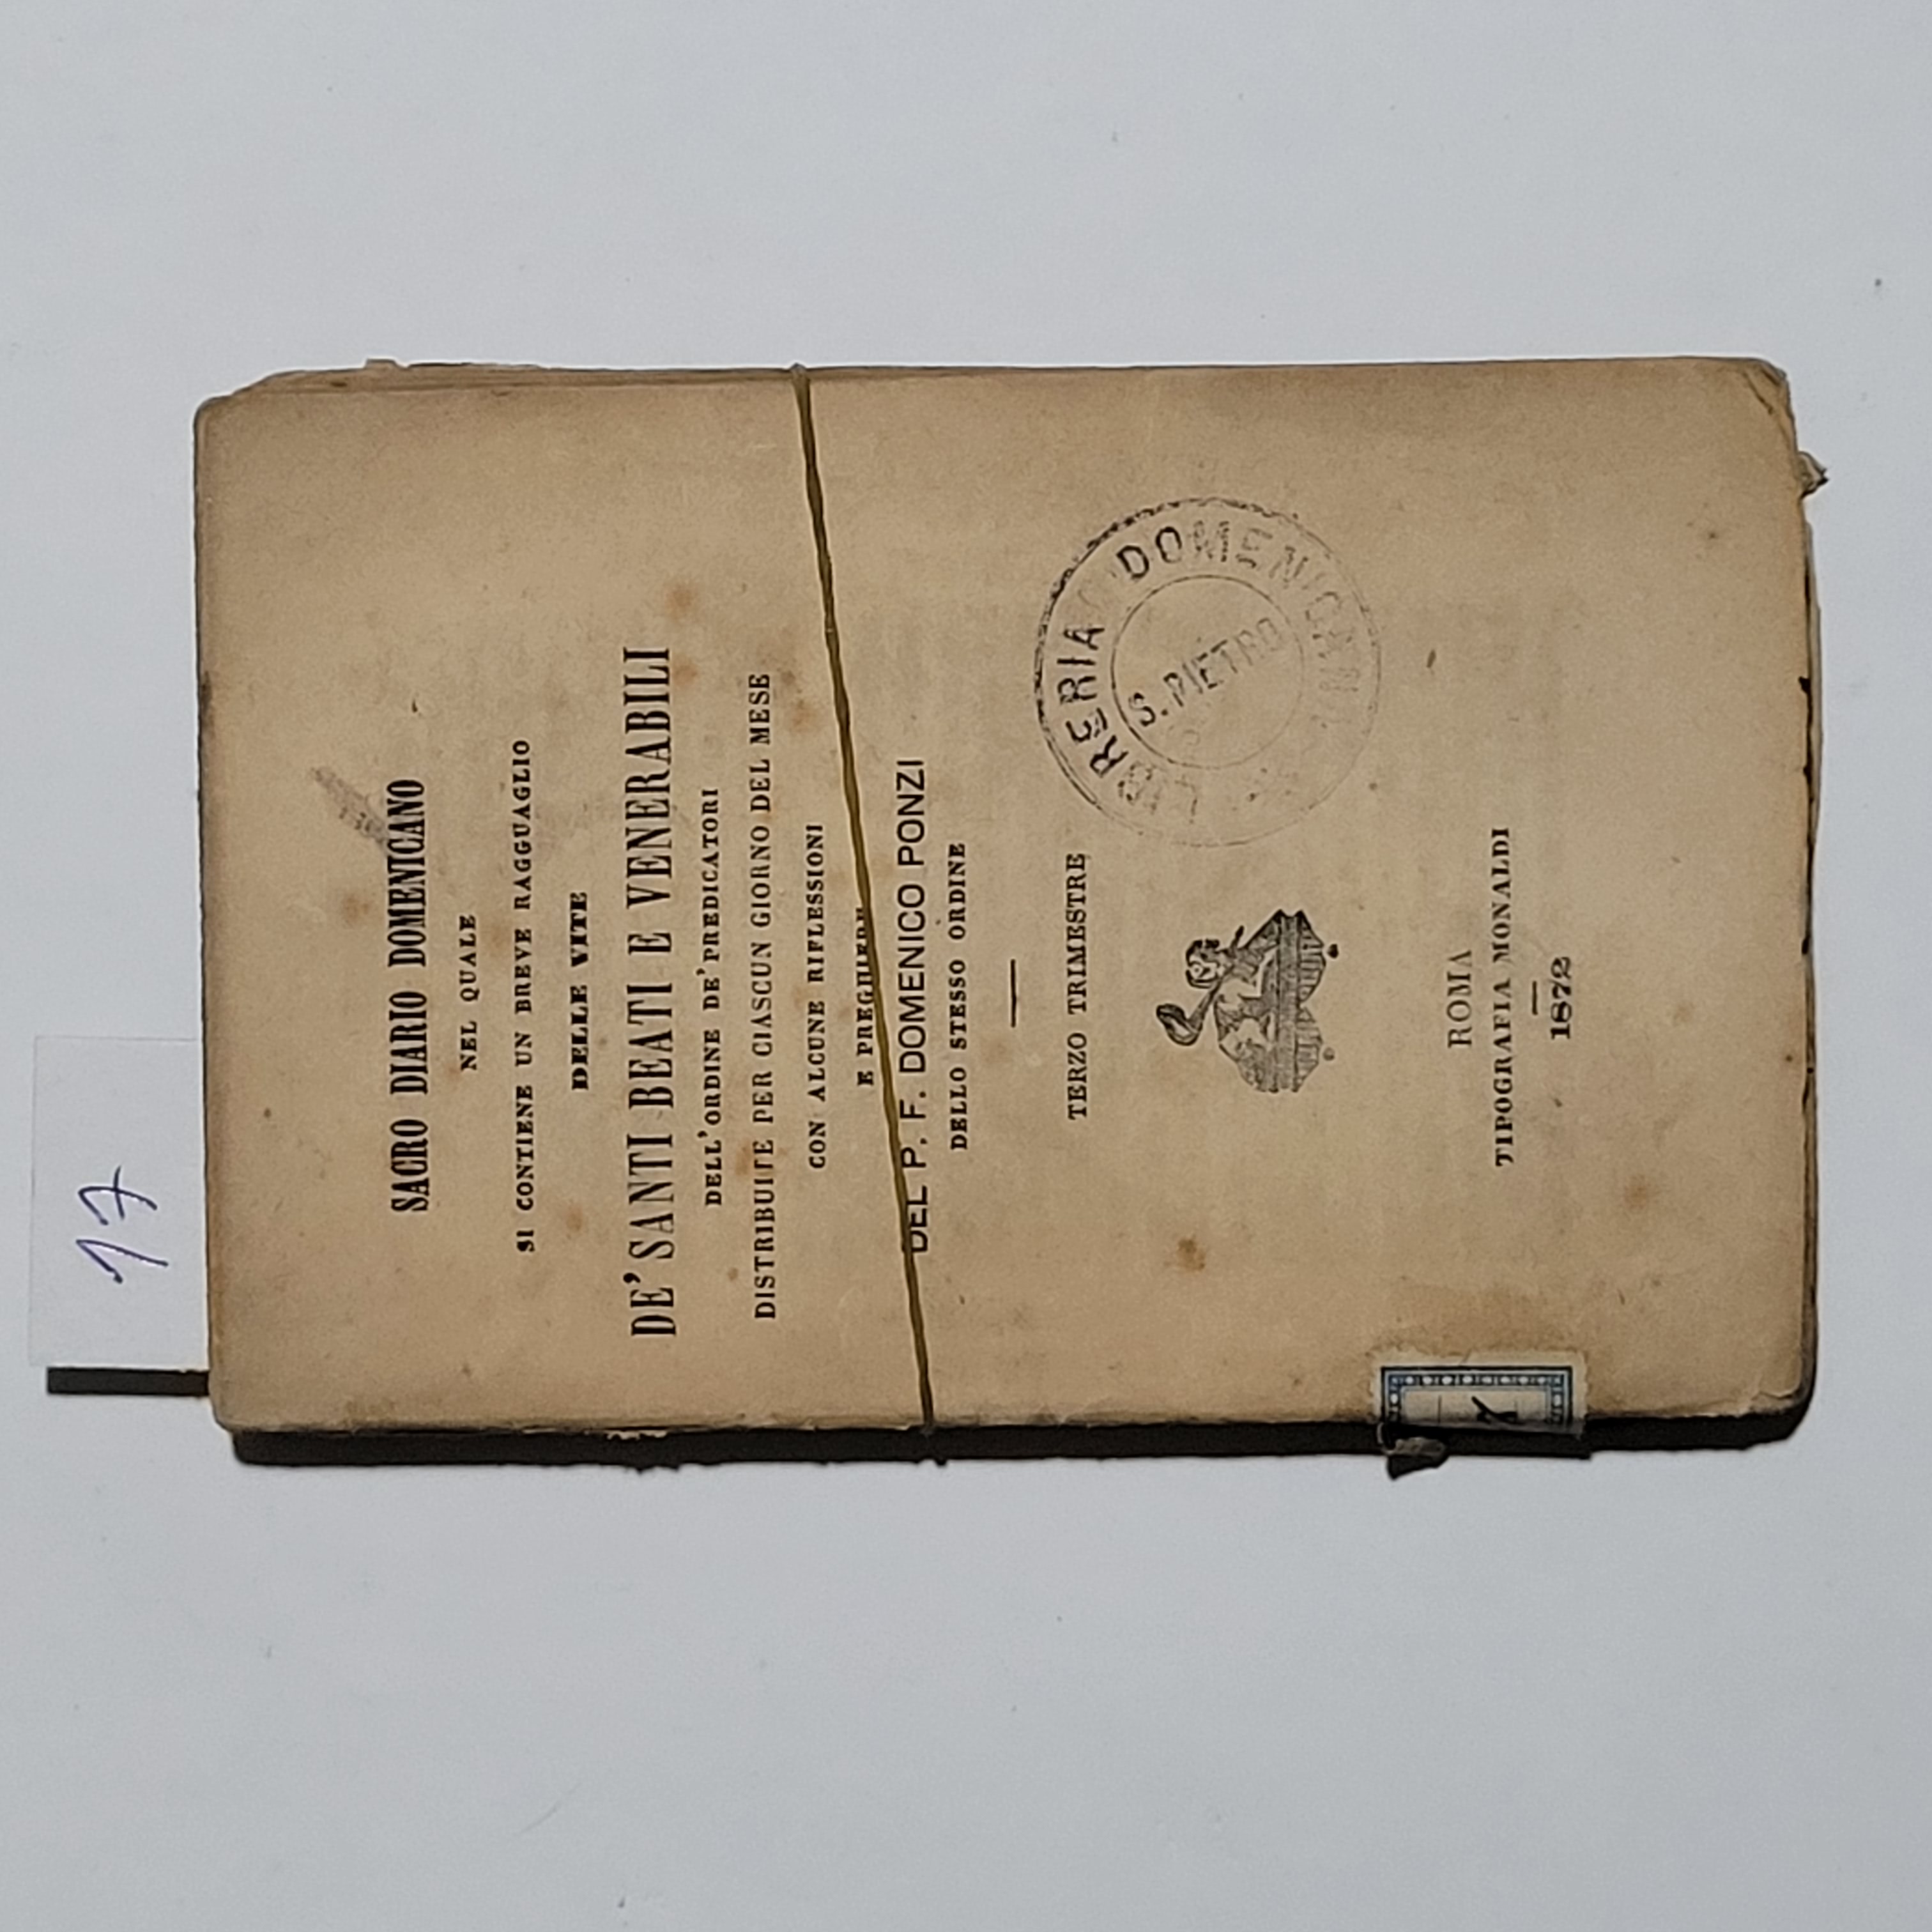 17
SACRO DIARIO DOMENICANO
NEL QUALE
SI CONTIENE UN BREVE RAGGUAGLIO
DELLE VITE
DE' SANTI BEATI E VENERABILI
DELL' ORDINE DE' PREDICATORI
DISTRIBUITE PER CIASCUN GIORNO DEL MESE
CON ALCUNE RIFLESSIONI
E PREGHIERE
DEL P. F. DOMENICO PONZI
DELLO STESSO ORDINE
TERZO TRIMESTRE
LIBRERIA DOMENICANI
S. PIETRO
ROMA
TIPOGRAFIA MONALDI
1872